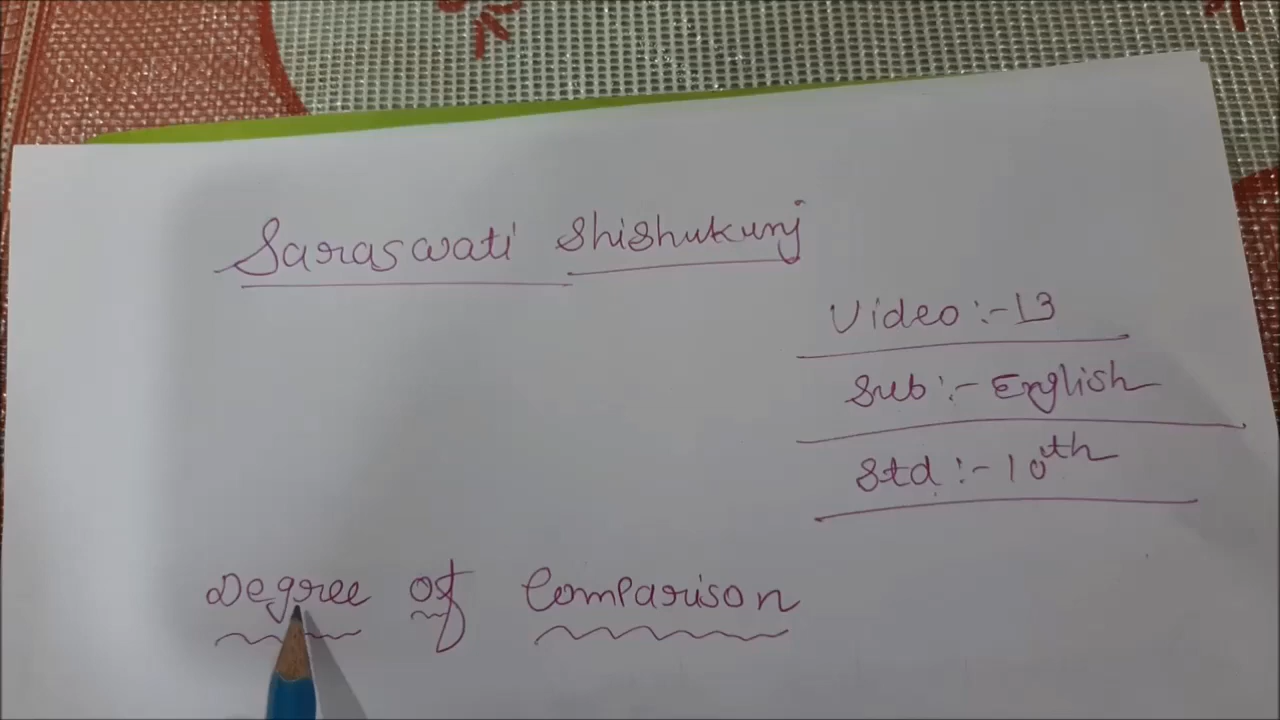 Saraswati Shishukunj
Video :- 13
Sub :- English
Std :- 10th
Degree of Comparison